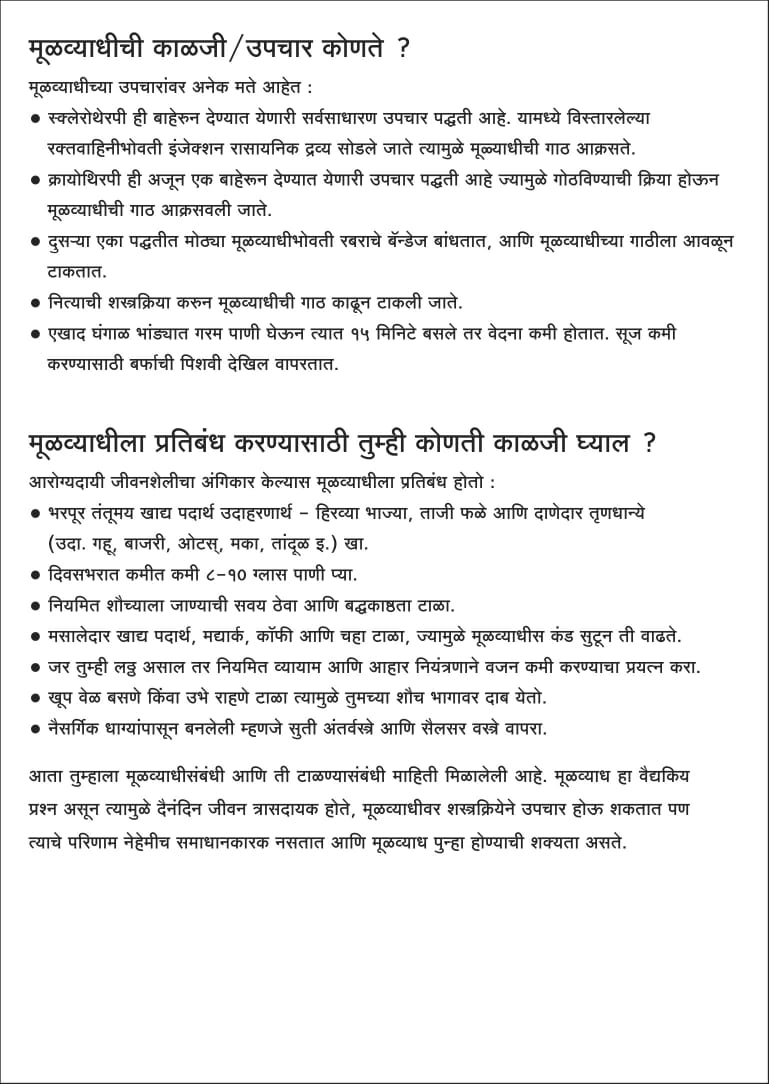 मूळव्याधीची काळजी/उपचार कोणते ?
मूळव्याधीच्या उपचारांवर अनेक मते आहेत :
● स्क्लेरोथेरपी ही बाहेरुन देण्यात येणारी सर्वसाधारण उपचार पद्धती आहे. यामध्ये विस्तारलेल्या
रक्तवाहिनीभोवती इंजेक्शन रासायनिक द्रव्य सोडले जाते त्यामुळे मूळ्याधीची गाठ आक्रसते.
● क्रायोथिरपी ही अजून एक बाहेरून देण्यात येणारी उपचार पद्धती आहे ज्यामुळे गोठविण्याची क्रिया होऊन
मूळव्याधीची गाठ आक्रसवली जाते.
● दुसऱ्या एका पद्धतीत मोठ्या मूळव्याधीभोवती रबराचे बॅन्डेज बांधतात, आणि मूळव्याधीच्या गाठीला आवळून
टाकतात.
● नित्याची शस्त्रक्रिया करुन मूळव्याधीची गाठ काढून टाकली जाते.
● एखाद घंगाळ भांड्यात गरम पाणी घेऊन त्यात १५ मिनिटे बसले तर वेदना कमी होतात. सूज कमी
करण्यासाठी बर्फाची पिशवी देखिल वापरतात.
मूळव्याधीला प्रतिबंध करण्यासाठी तुम्ही कोणती काळजी घ्याल ?
आरोग्यदायी जीवनशेलीचा अंगिकार केल्यास मूळव्याधीला प्रतिबंध होतो :
● भरपूर तंतूमय खाद्य पदार्थ उदाहरणार्थ – हिरव्या भाज्या, ताजी फळे आणि दाणेदार तृणधान्ये
(उदा. गहू, बाजरी, ओटस्, मका, तांदूळ इ.) खा.
● दिवसभरात कमीत कमी ८–१० ग्लास पाणी प्या.
● नियमित शौच्याला जाण्याची सवय ठेवा आणि बद्धकाष्ठता टाळा.
● मसालेदार खाद्य पदार्थ, मद्यार्क, कॉफी आणि चहा टाळा, ज्यामुळे मूळव्याधीस कंड सुटून ती वाढते.
● जर तुम्ही लठ्ठ असाल तर नियमित व्यायाम आणि आहार नियंत्रणाने वजन कमी करण्याचा प्रयत्न करा.
● खूप वेळ बसणे किंवा उभे राहणे टाळा त्यामुळे तुमच्या शौच भागावर दाब येतो.
● नैसर्गिक धाग्यांपासून बनलेली म्हणजे सुती अंतर्वस्त्रे आणि सैलसर वस्त्रे वापरा.
आता तुम्हाला मूळव्याधीसंबंधी आणि ती टाळण्यासंबंधी माहिती मिळालेली आहे. मूळव्याध हा वैद्यकिय
प्रश्न असून त्यामुळे दैनंदिन जीवन त्रासदायक होते, मूळव्याधीवर शस्त्रक्रियेने उपचार होऊ शकतात पण
त्याचे परिणाम नेहेमीच समाधानकारक नसतात आणि मूळव्याध पुन्हा होण्याची शक्यता असते.